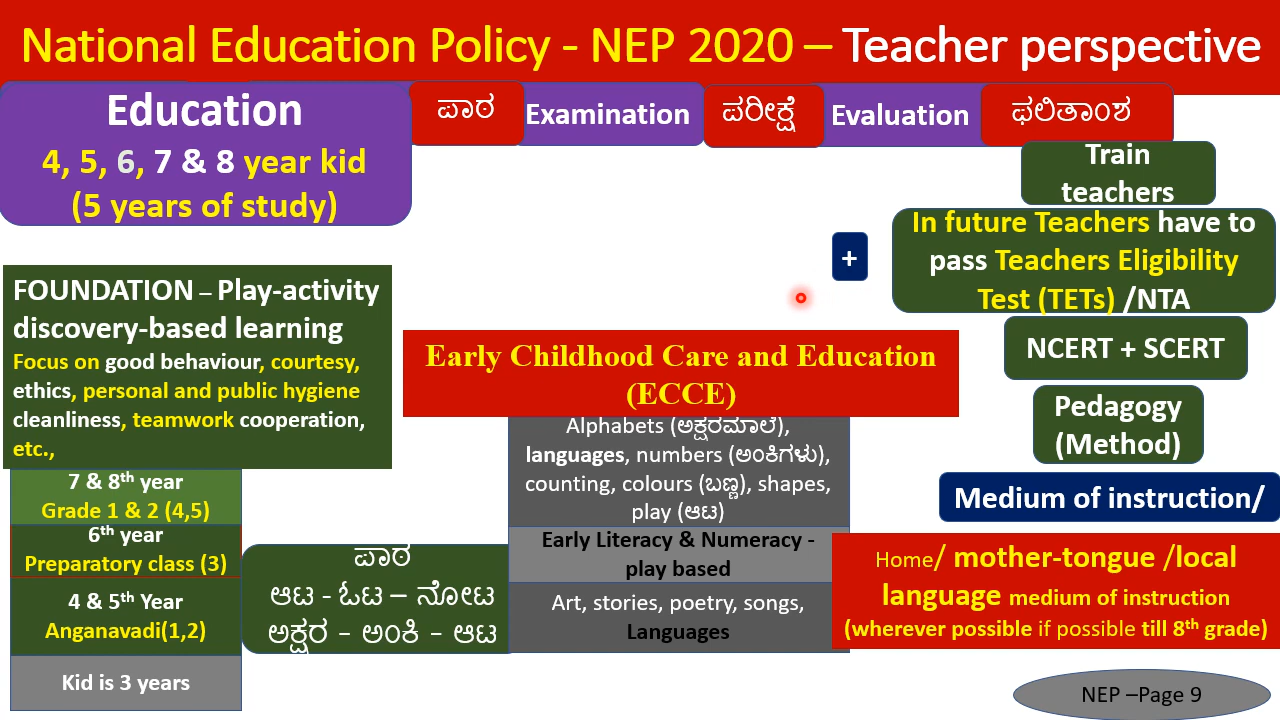 National Education Policy - NEP 2020 – Teacher perspective
Education
4, 5, 6, 7 & 8 year kid
(5 years of study)
ಪಾಠ
Examination
ಪರೀಕ್ಷೆ
Evaluation
ಫಲಿತಾಂಶ
Train
teachers
+
In future Teachers have to
pass Teachers Eligibility
Test (TETs) /NTA
NCERT + SCERT
Pedagogy
(Method)
Medium of instruction/
Home/ mother-tongue /local
language medium of instruction
(wherever possible if possible till 8th grade)
FOUNDATION – Play-activity
discovery-based learning
Focus on good behaviour, courtesy,
ethics, personal and public hygiene
cleanliness, teamwork cooperation,
etc.,
Early Childhood Care and Education
(ECCE)
Alphabets (ಅಕ್ಷರಮಾಲೆ),
languages, numbers (ಅಂಕಿಗಳು),
counting, colours (ಬಣ್ಣ), shapes,
play (ಆಟ)
Early Literacy & Numeracy -
play based
Art, stories, poetry, songs,
Languages
7 & 8th year
Grade 1 & 2 (4,5)
6th year
Preparatory class (3)
4 & 5th Year
Anganavadi(1,2)
Kid is 3 years
ಪಾಠ
ಆಟ - ಓಟ – ನೋಟ
ಅಕ್ಷರ - ಅಂಕಿ - ಆಟ
NEP –Page 9